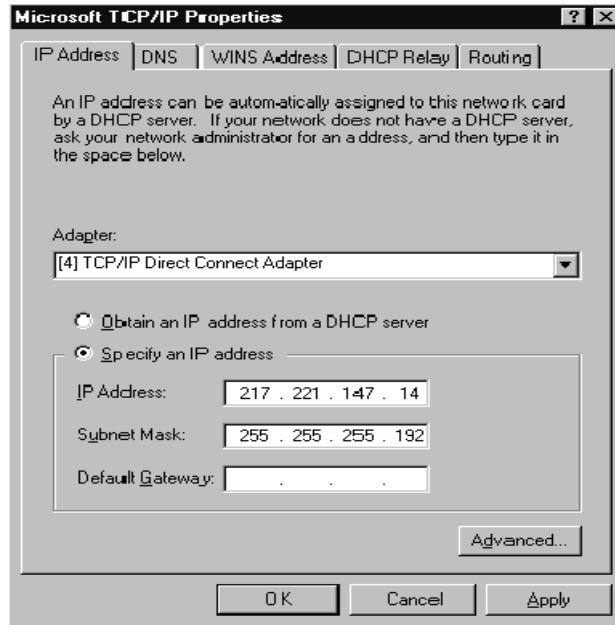 Microsoft TCP/IP Properties
? X
IP Address DNS WINS Address DHCP Relay Routing
An IP address can be automatically assigned to this network card
by a DHCP server. If your network does not have a DHCP server,
ask your network administrator for an address, and then type it in
the space below.
Adapter:
[4] TCP/IP Direct Connect Adapter
Obtain an IP address from a DHCP server
Specify an IP address
IP Address: 217 . 221 . 147 . 14
Subnet Mask: 255 . 255 . 255 . 192
Default Gateway: . . .
Advanced...
OK Cancel Apply